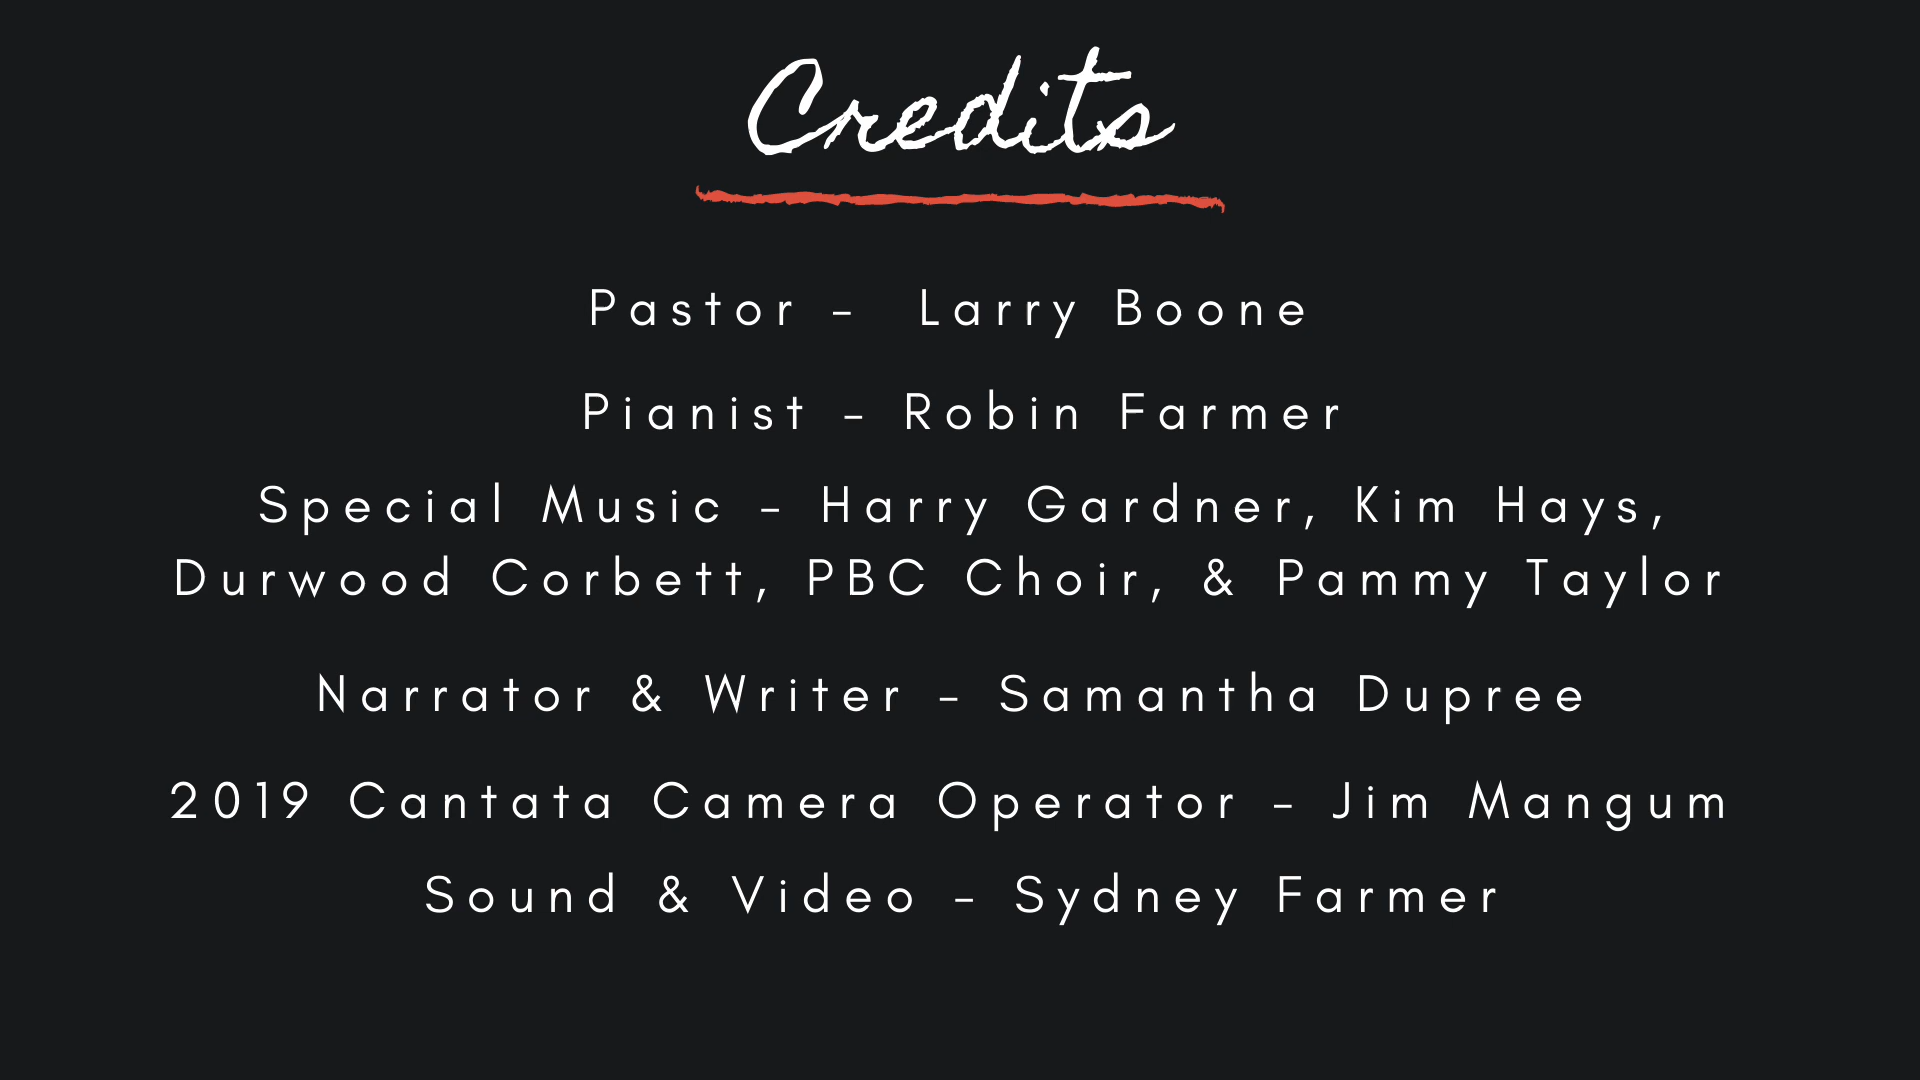 Credits
Pastor - Larry Boone
Pianist - Robin Farmer
Special Music - Harry Gardner, Kim Hays,
Durwood Corbett, PBC Choir, & Pammy Taylor
Narrator & Writer - Samantha Dupree
2019 Cantata Camera Operator - Jim Mangum
Sound & Video - Sydney Farmer